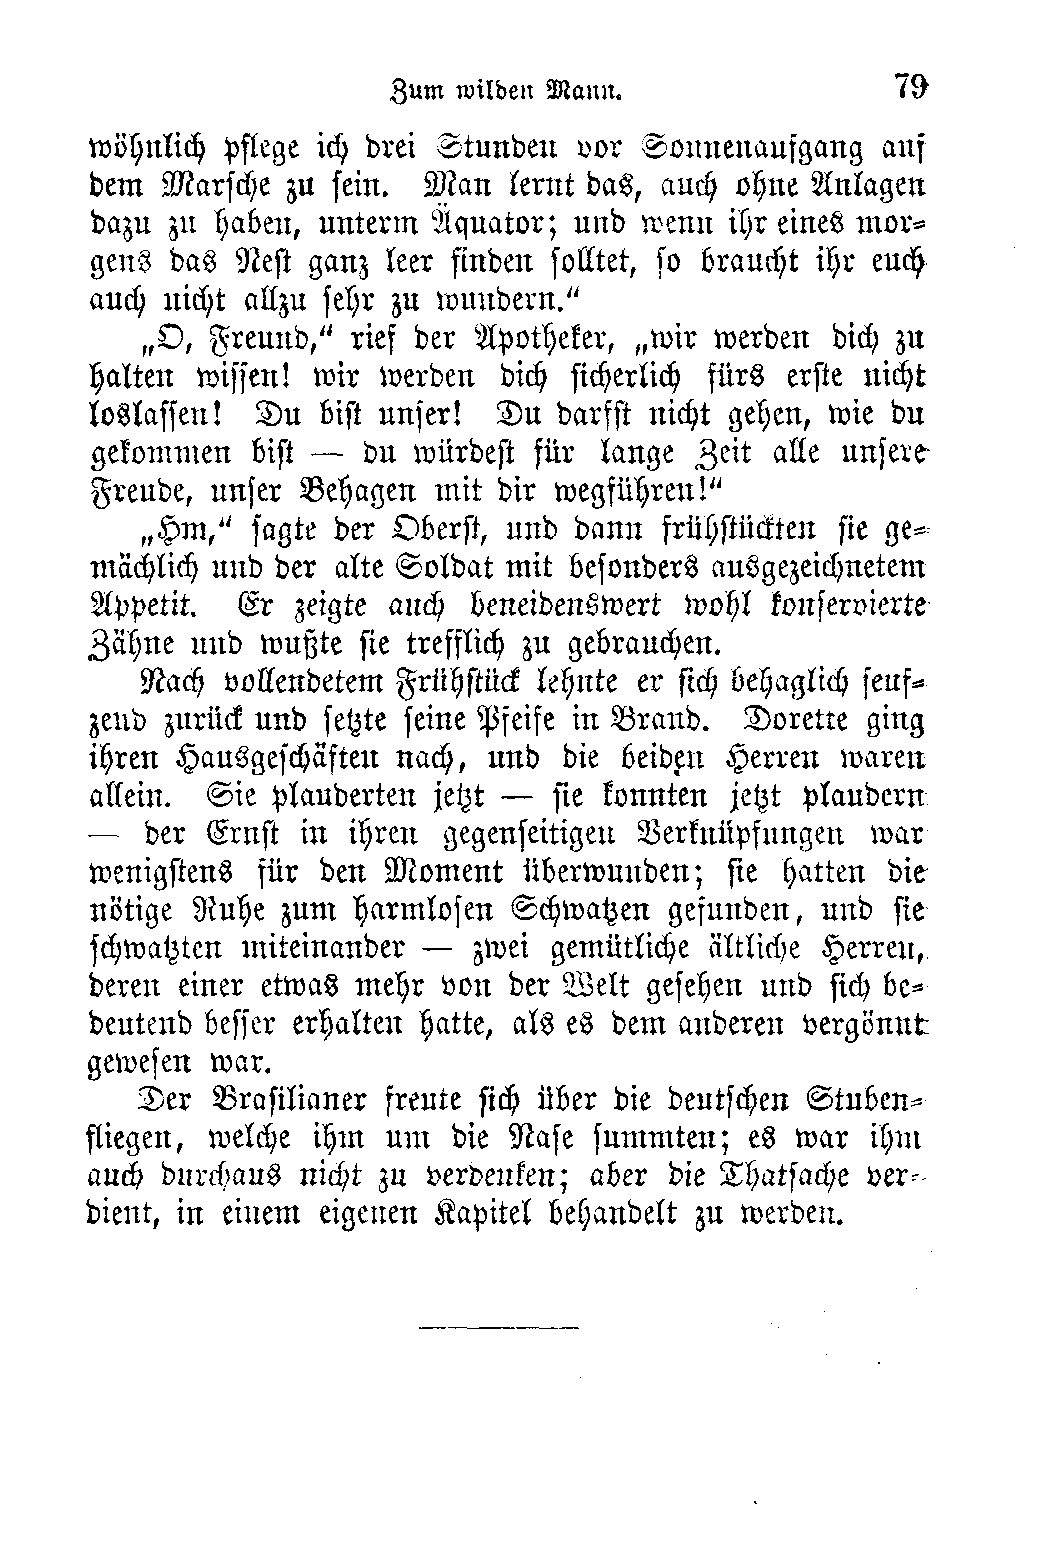 Zum wilden Mann. 79
wöhnlich pflege ich drei Stunden vor Sonnenaufgang auf
dem Marsche zu sein. Man lernt das, auch ohne Anlagen
dazu zu haben, unterm Äquator; und wenn ihr eines mor-
gens das Nest ganz leer finden solltet, so braucht ihr euch
auch nicht allzu sehr zu wundern.“
„O, Freund,“ rief der Apotheker, „wir werden dich zu
halten wissen! wir werden dich sicherlich fürs erste nicht
loslassen! Du bist unser! Du darfst nicht gehen, wie du
gekommen bist — du würdest für lange Zeit alle unsere
Freude, unser Behagen mit dir wegführen!“
„Hm,“ sagte der Oberst, und dann frühstückten sie ge-
mächlich und der alte Soldat mit besonders ausgezeichnetem
Appetit. Er zeigte auch beneidenswert wohl konservierte
Zähne und wußte sie trefflich zu gebrauchen.
Nach vollendetem Frühstück lehnte er sich behaglich seuf-
zend zurück und setzte seine Pfeife in Brand. Dorette ging
ihren Hausgeschäften nach, und die beiden Herren waren
allein. Sie plauderten jetzt — sie konnten jetzt plaudern
— der Ernst in ihren gegenseitigen Verknüpfungen war
wenigstens für den Moment überwunden; sie hatten die
nötige Ruhe zum harmlosen Schwatzen gefunden, und sie
schwatzten miteinander — zwei gemütliche ältliche Herren,
deren einer etwas mehr von der Welt gesehen und sich be-
deutend besser erhalten hatte, als es dem anderen vergönnt
gewesen war.
Der Brasilianer freute sich über die deutschen Stuben-
fliegen, welche ihm um die Nase summten; es war ihm
auch durchaus nicht zu verdenken; aber die Thatsache ver-
dient, in einem eigenen Kapitel behandelt zu werden.